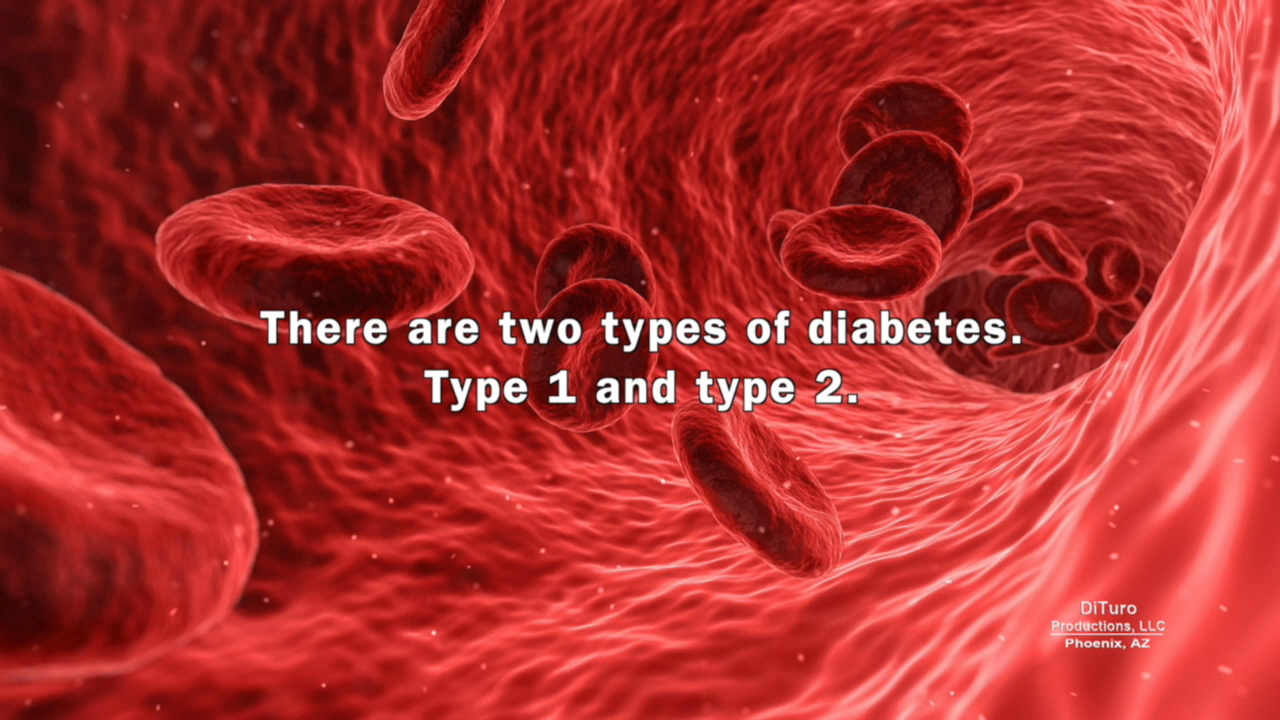 There are two types of diabetes.
Type 1 and type 2.
DiTuro
Productions, LLC
Phoenix, AZ